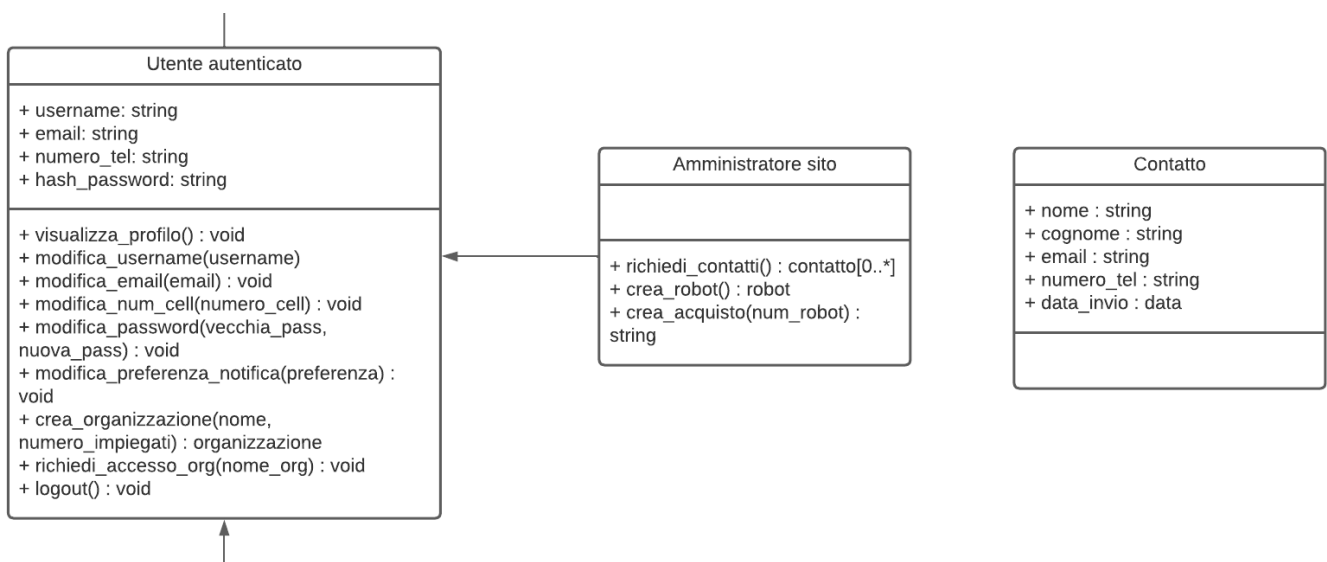 Utente autenticato
+ username: string
+ email: string
+ numero_tel: string
+ hash_password: string
+ visualizza_profilo() : void
+ modifica_username(username)
+ modifica_email(email) : void
+ modifica_num_cell(numero_cell) : void
+ modifica_password(vecchia_pass,
nuova_pass) : void
+ modifica_preferenza_notifica(preferenza) :
void
+ crea_organizzazione(nome,
numero_impiegati) : organizzazione
+ richiedi_accesso_org(nome_org) : void
+ logout() : void
Amministratore sito
+ richiedi_contatti() : contatto[0..*]
+ crea_robot() : robot
+ crea_acquisto(num_robot) :
string
Contatto
+ nome : string
+ cognome : string
+ email : string
+ numero_tel : string
+ data_invio : data